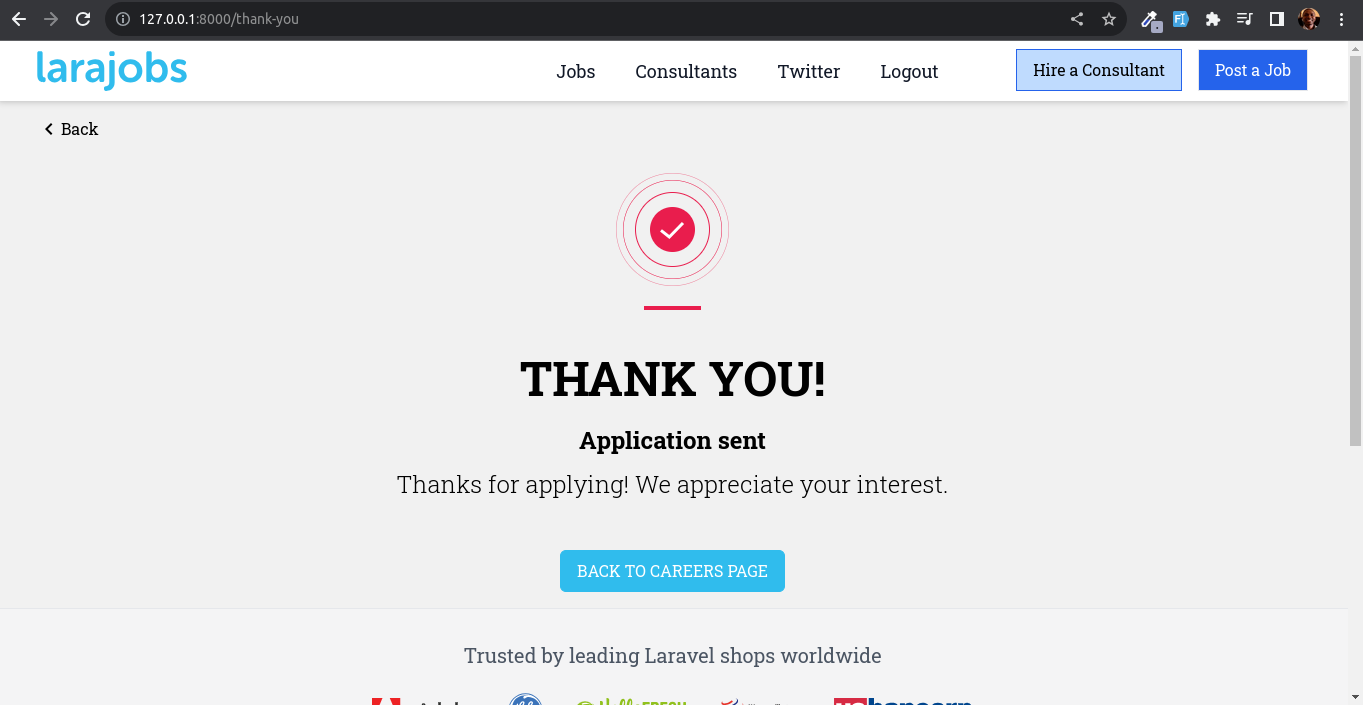 127.0.0.1:8000/thank-you
larajobs
Jobs Consultants Twitter Logout Hire a Consultant Post a Job
Back
THANK YOU!
Application sent
Thanks for applying! We appreciate your interest.
BACK TO CAREERS PAGE
Trusted by leading Laravel shops worldwide